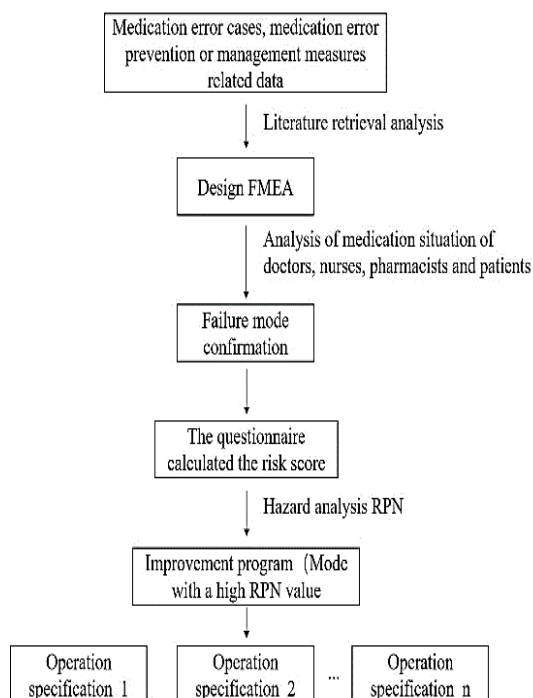 Medication error cases, medication error
prevention or management measures
related data
Literature retrieval analysis
Design FMEA
Analysis of medication situation of
doctors, nurses, pharmacists and patients
Failure mode
confirmation
The questionnaire
calculated the risk score
Hazard analysis RPN
Improvement program (Mode
with a high RPN value
Operation
specification 1
Operation
specification 2
...
Operation
specification n